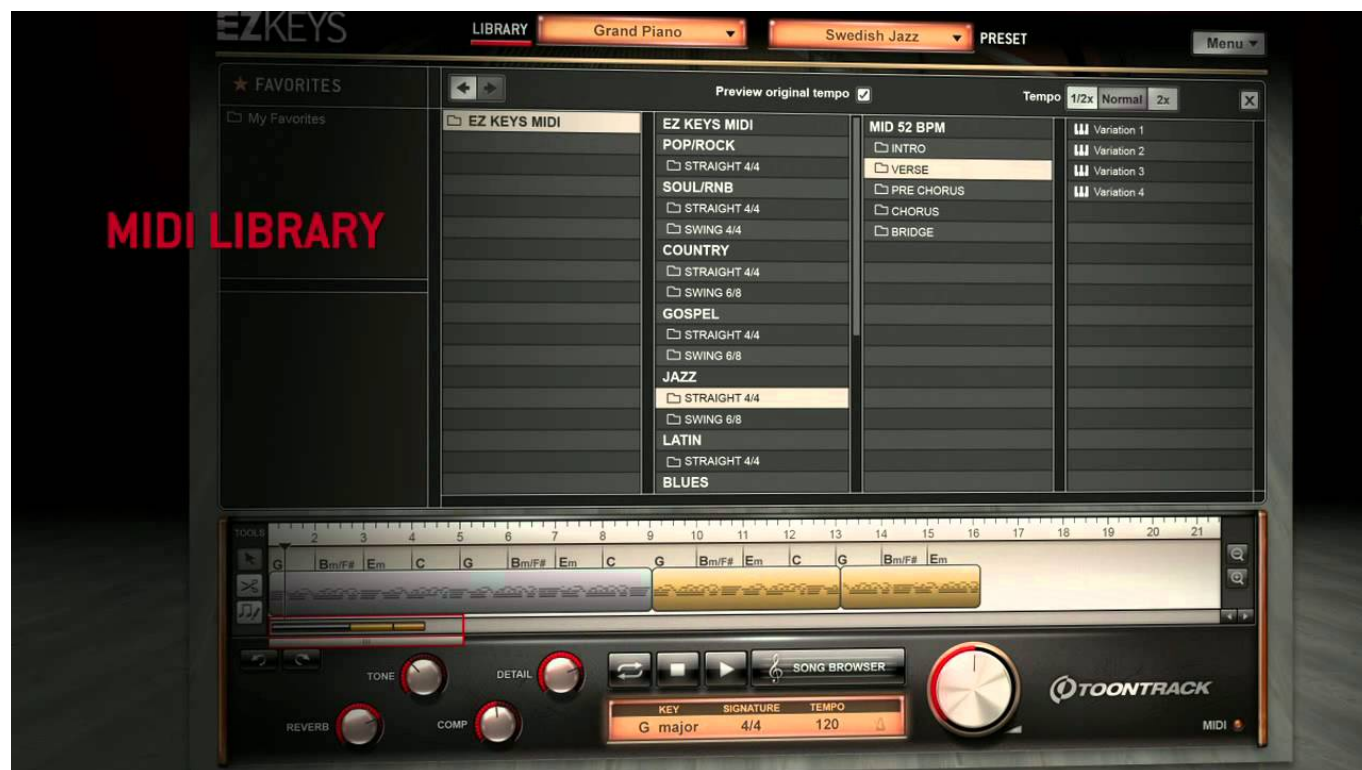 EZKEYS
LIBRARY
Grand Piano
Swedish Jazz
PRESET
Menu
FAVORITES
My Favorites
Preview original tempo
Tempo
1/2x
Normal
2x
EZ KEYS MIDI
EZ KEYS MIDI
POP/ROCK
STRAIGHT 4/4
SOUL/RNB
STRAIGHT 4/4
SWING 4/4
COUNTRY
STRAIGHT 4/4
SWING 6/8
GOSPEL
STRAIGHT 4/4
SWING 6/8
JAZZ
STRAIGHT 4/4
SWING 6/8
LATIN
STRAIGHT 4/4
BLUES
MID 52 BPM
INTRO
VERSE
PRE CHORUS
CHORUS
BRIDGE
Variation 1
Variation 2
Variation 3
Variation 4
MIDI LIBRARY
TOOLS
2 3 4 5 6 7 8 9 10 11 12 13 14 15 16 17 18 19 20 21
G Bm/F# Em C G Bm/F# Em C G Bm/F# Em C G Bm/F# Em
TONE
DETAIL
SONG BROWSER
REVERB
COMP
KEY SIGNATURE TEMPO
G major 4/4 120
TOONTRACK
MIDI